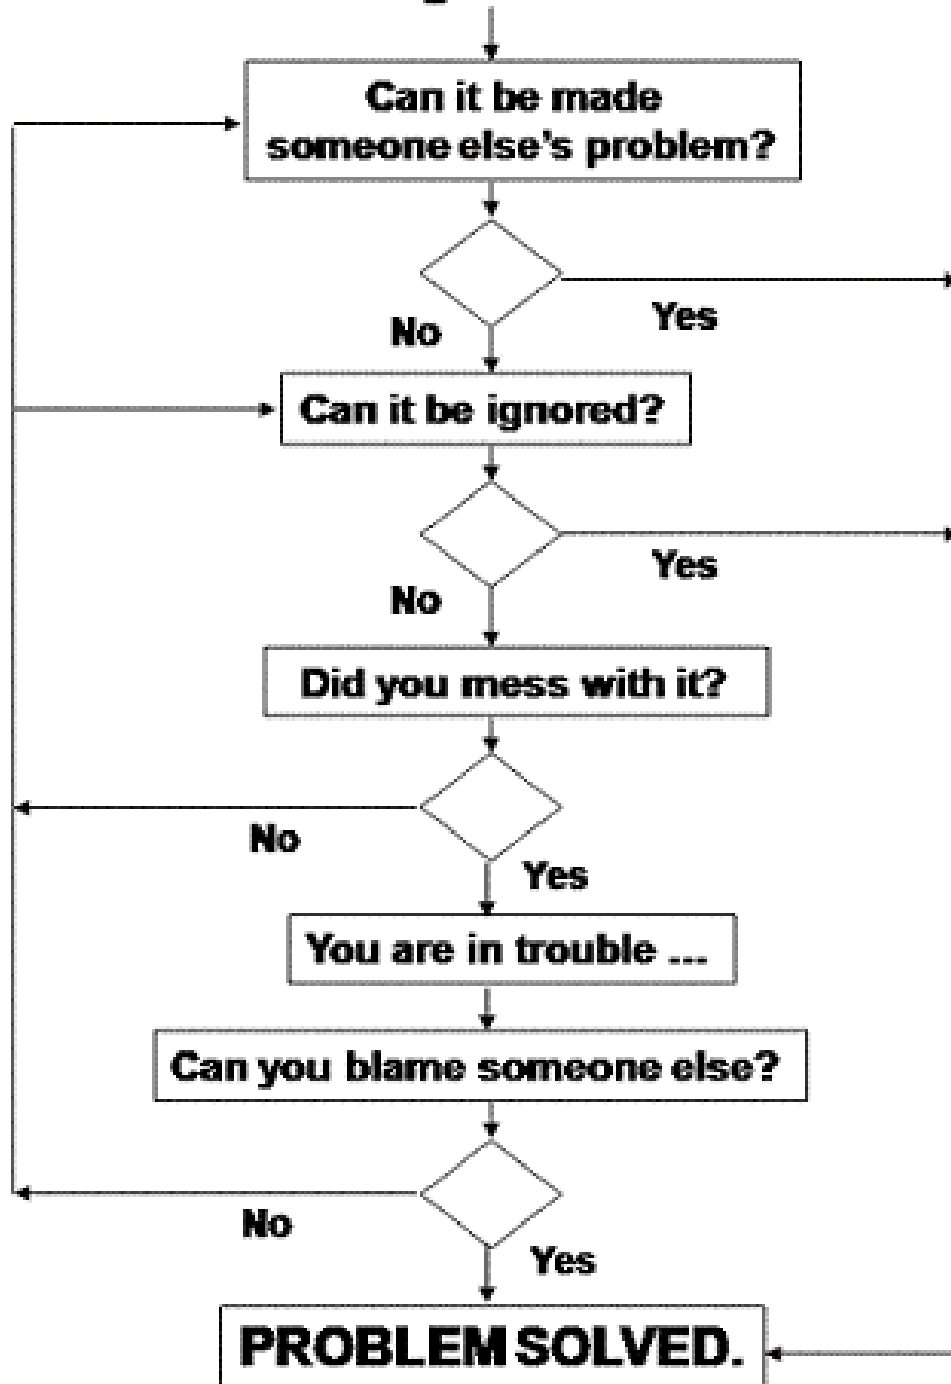 Can it be made
someone else's problem?
No
Yes
Can it be ignored?
No
Yes
Did you mess with it?
No
Yes
You are in trouble ...
Can you blame someone else?
No
Yes
PROBLEM SOLVED.